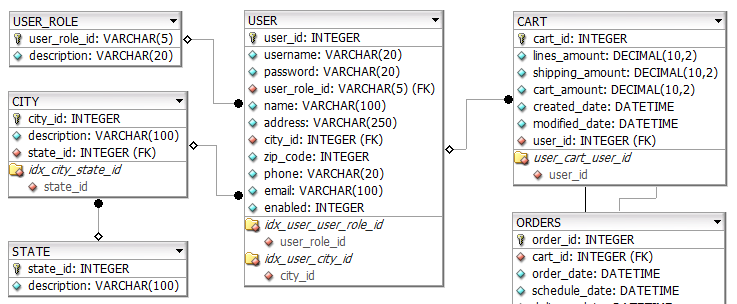 USER_ROLE
user_role_id: VARCHAR(5)
description: VARCHAR(20)
CITY
city_id: INTEGER
description: VARCHAR(100)
state_id: INTEGER (FK)
idx_city_state_id
state_id
STATE
state_id: INTEGER
description: VARCHAR(100)
USER
user_id: INTEGER
username: VARCHAR(20)
password: VARCHAR(20)
user_role_id: VARCHAR(5) (FK)
name: VARCHAR(100)
address: VARCHAR(250)
city_id: INTEGER (FK)
zip_code: INTEGER
phone: VARCHAR(20)
email: VARCHAR(100)
enabled: INTEGER
idx_user_user_role_id
user_role_id
idx_user_city_id
city_id
CART
cart_id: INTEGER
lines_amount: DECIMAL(10,2)
shipping_amount: DECIMAL(10,2)
cart_amount: DECIMAL(10,2)
created_date: DATETIME
modified_date: DATETIME
user_id: INTEGER (FK)
user_cart_user_id
user_id
ORDERS
order_id: INTEGER
cart_id: INTEGER (FK)
order_date: DATETIME
schedule_date: DATETIME